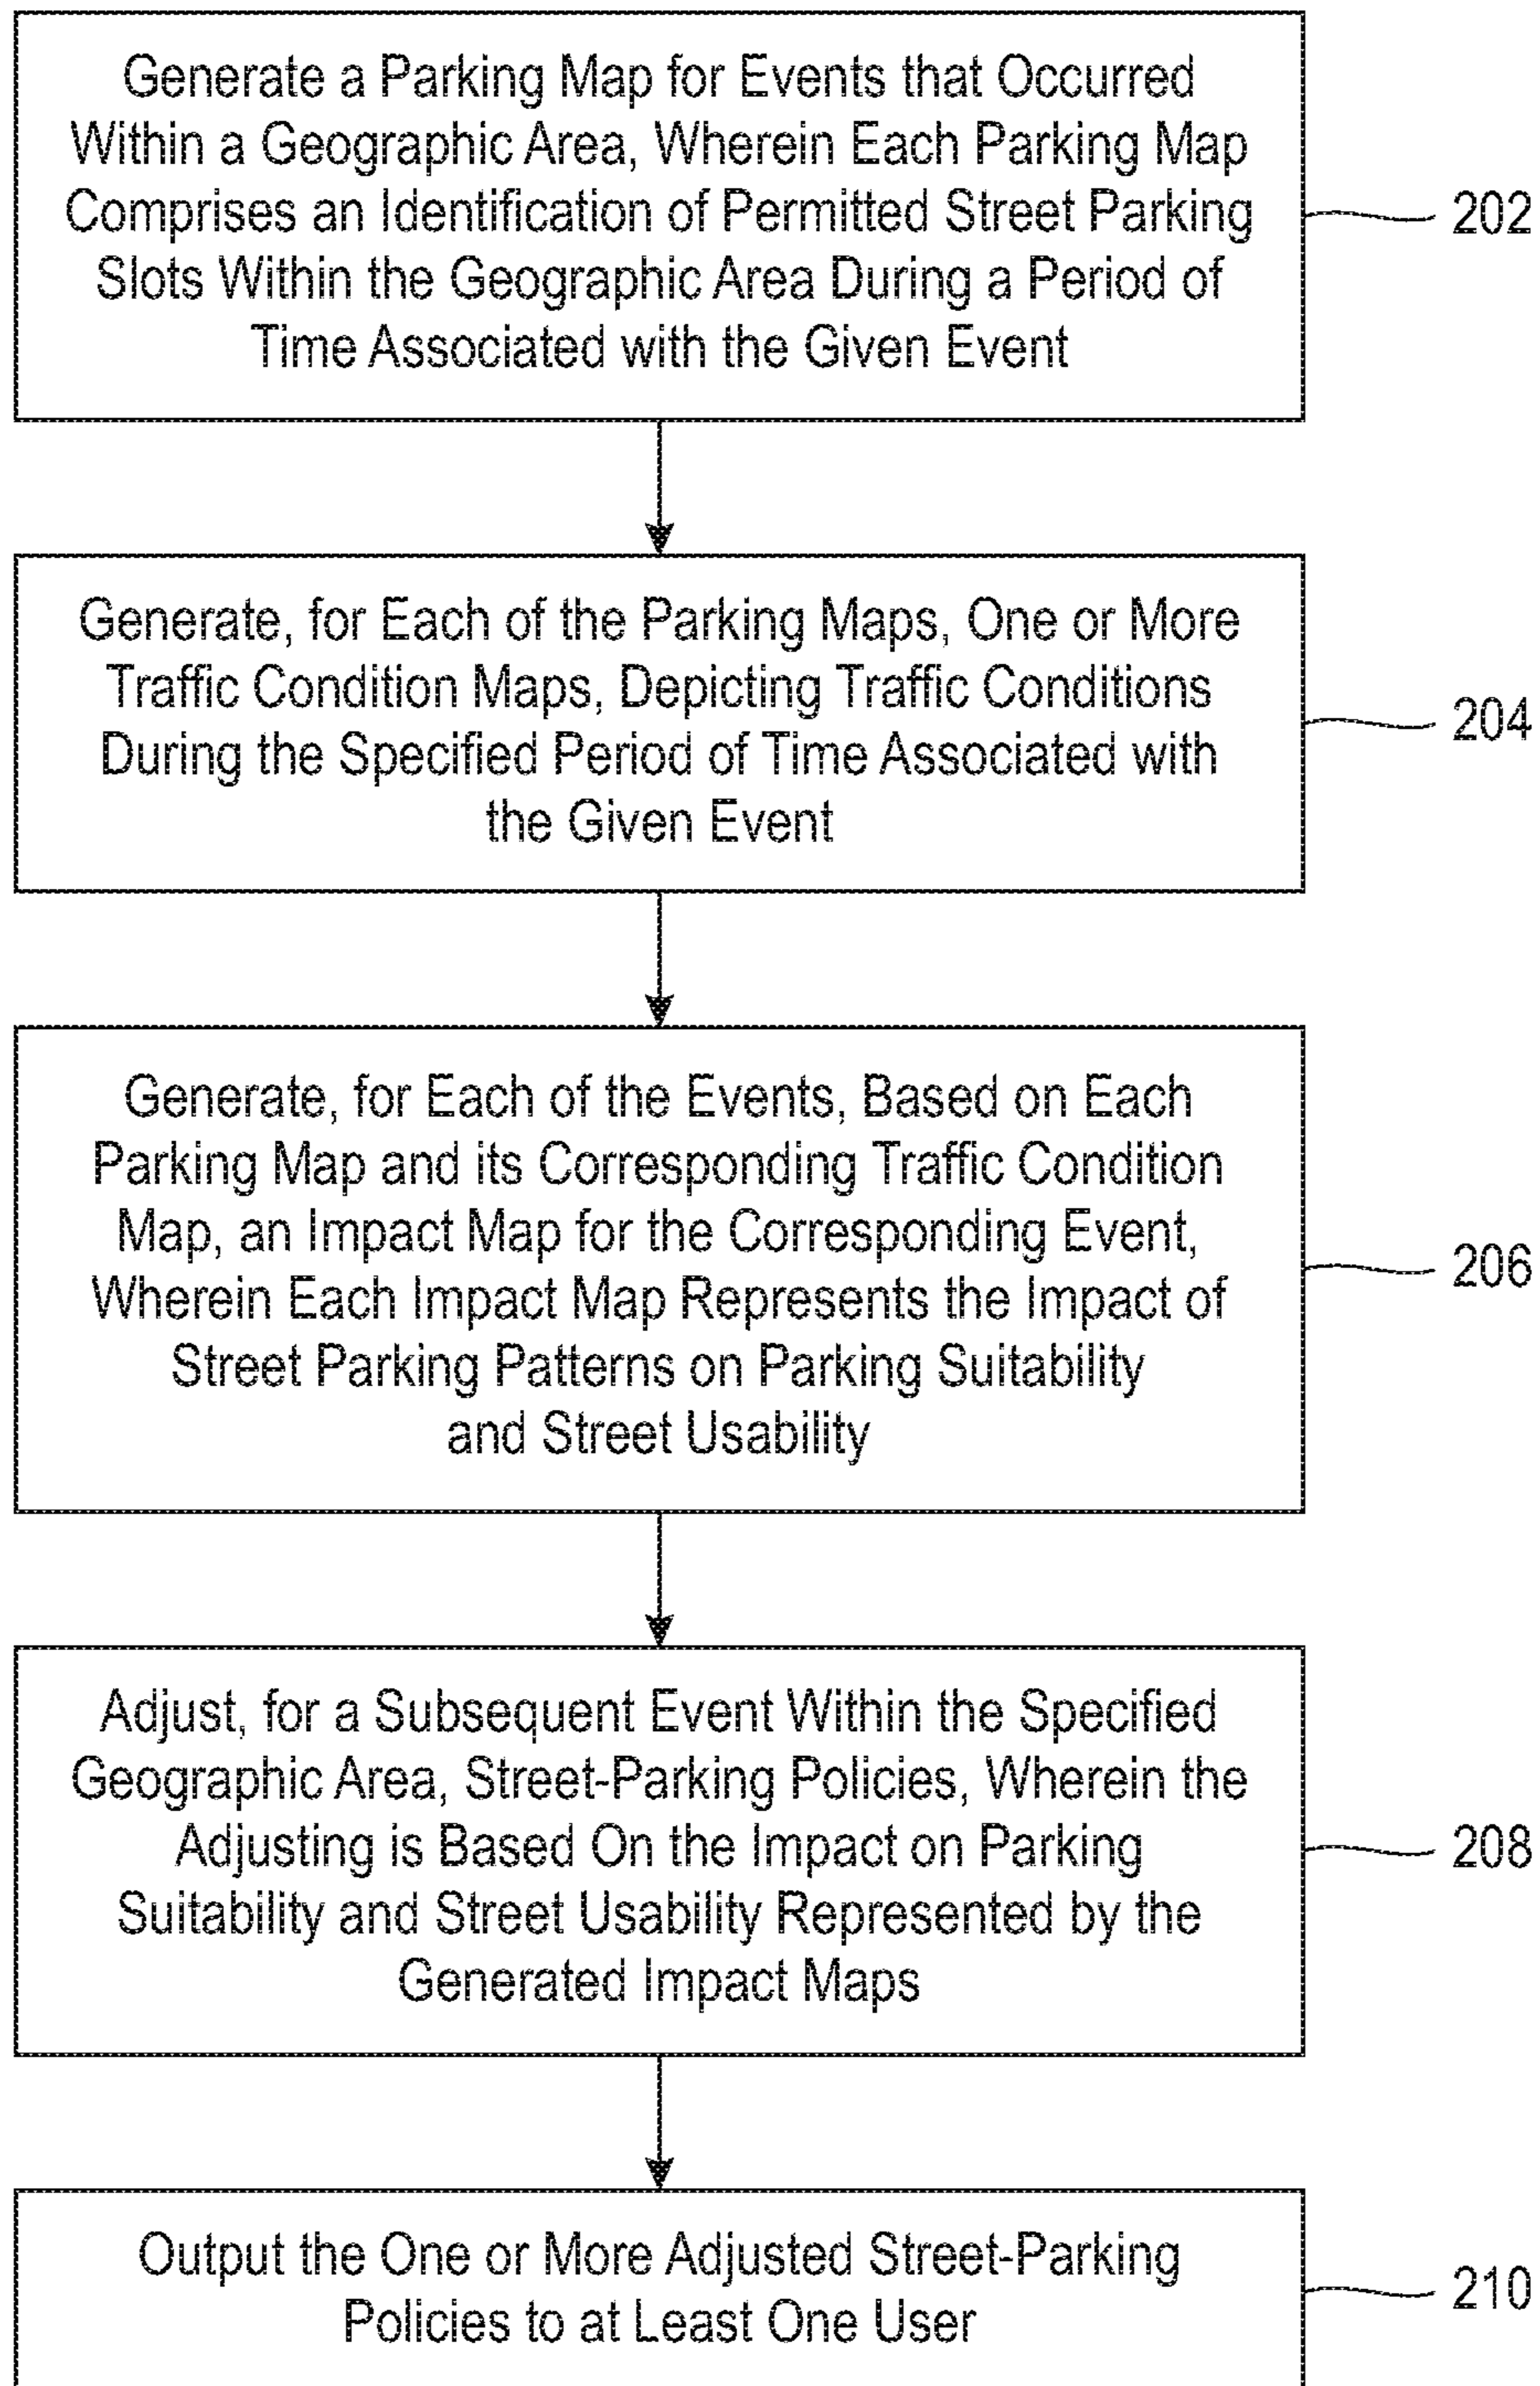 Generate a Parking Map for Events that Occurred
Within a Geographic Area, Wherein Each Parking Map
Comprises an Identification of Permitted Street Parking
Slots Within the Geographic Area During a Period of
Time Associated with the Given Event
202
Generate, for Each of the Parking Maps, One or More
Traffic Condition Maps, Depicting Traffic Conditions
During the Specified Period of Time Associated with
the Given Event
204
Generate, for Each of the Events, Based on Each
Parking Map and its Corresponding Traffic Condition
Map, an Impact Map for the Corresponding Event,
Wherein Each Impact Map Represents the Impact of
Street Parking Patterns on Parking Suitability
and Street Usability
206
Adjust, for a Subsequent Event Within the Specified
Geographic Area, Street-Parking Policies, Wherein the
Adjusting is Based On the Impact on Parking
Suitability and Street Usability Represented by the
Generated Impact Maps
208
Output the One or More Adjusted Street-Parking
Policies to at Least One User
210